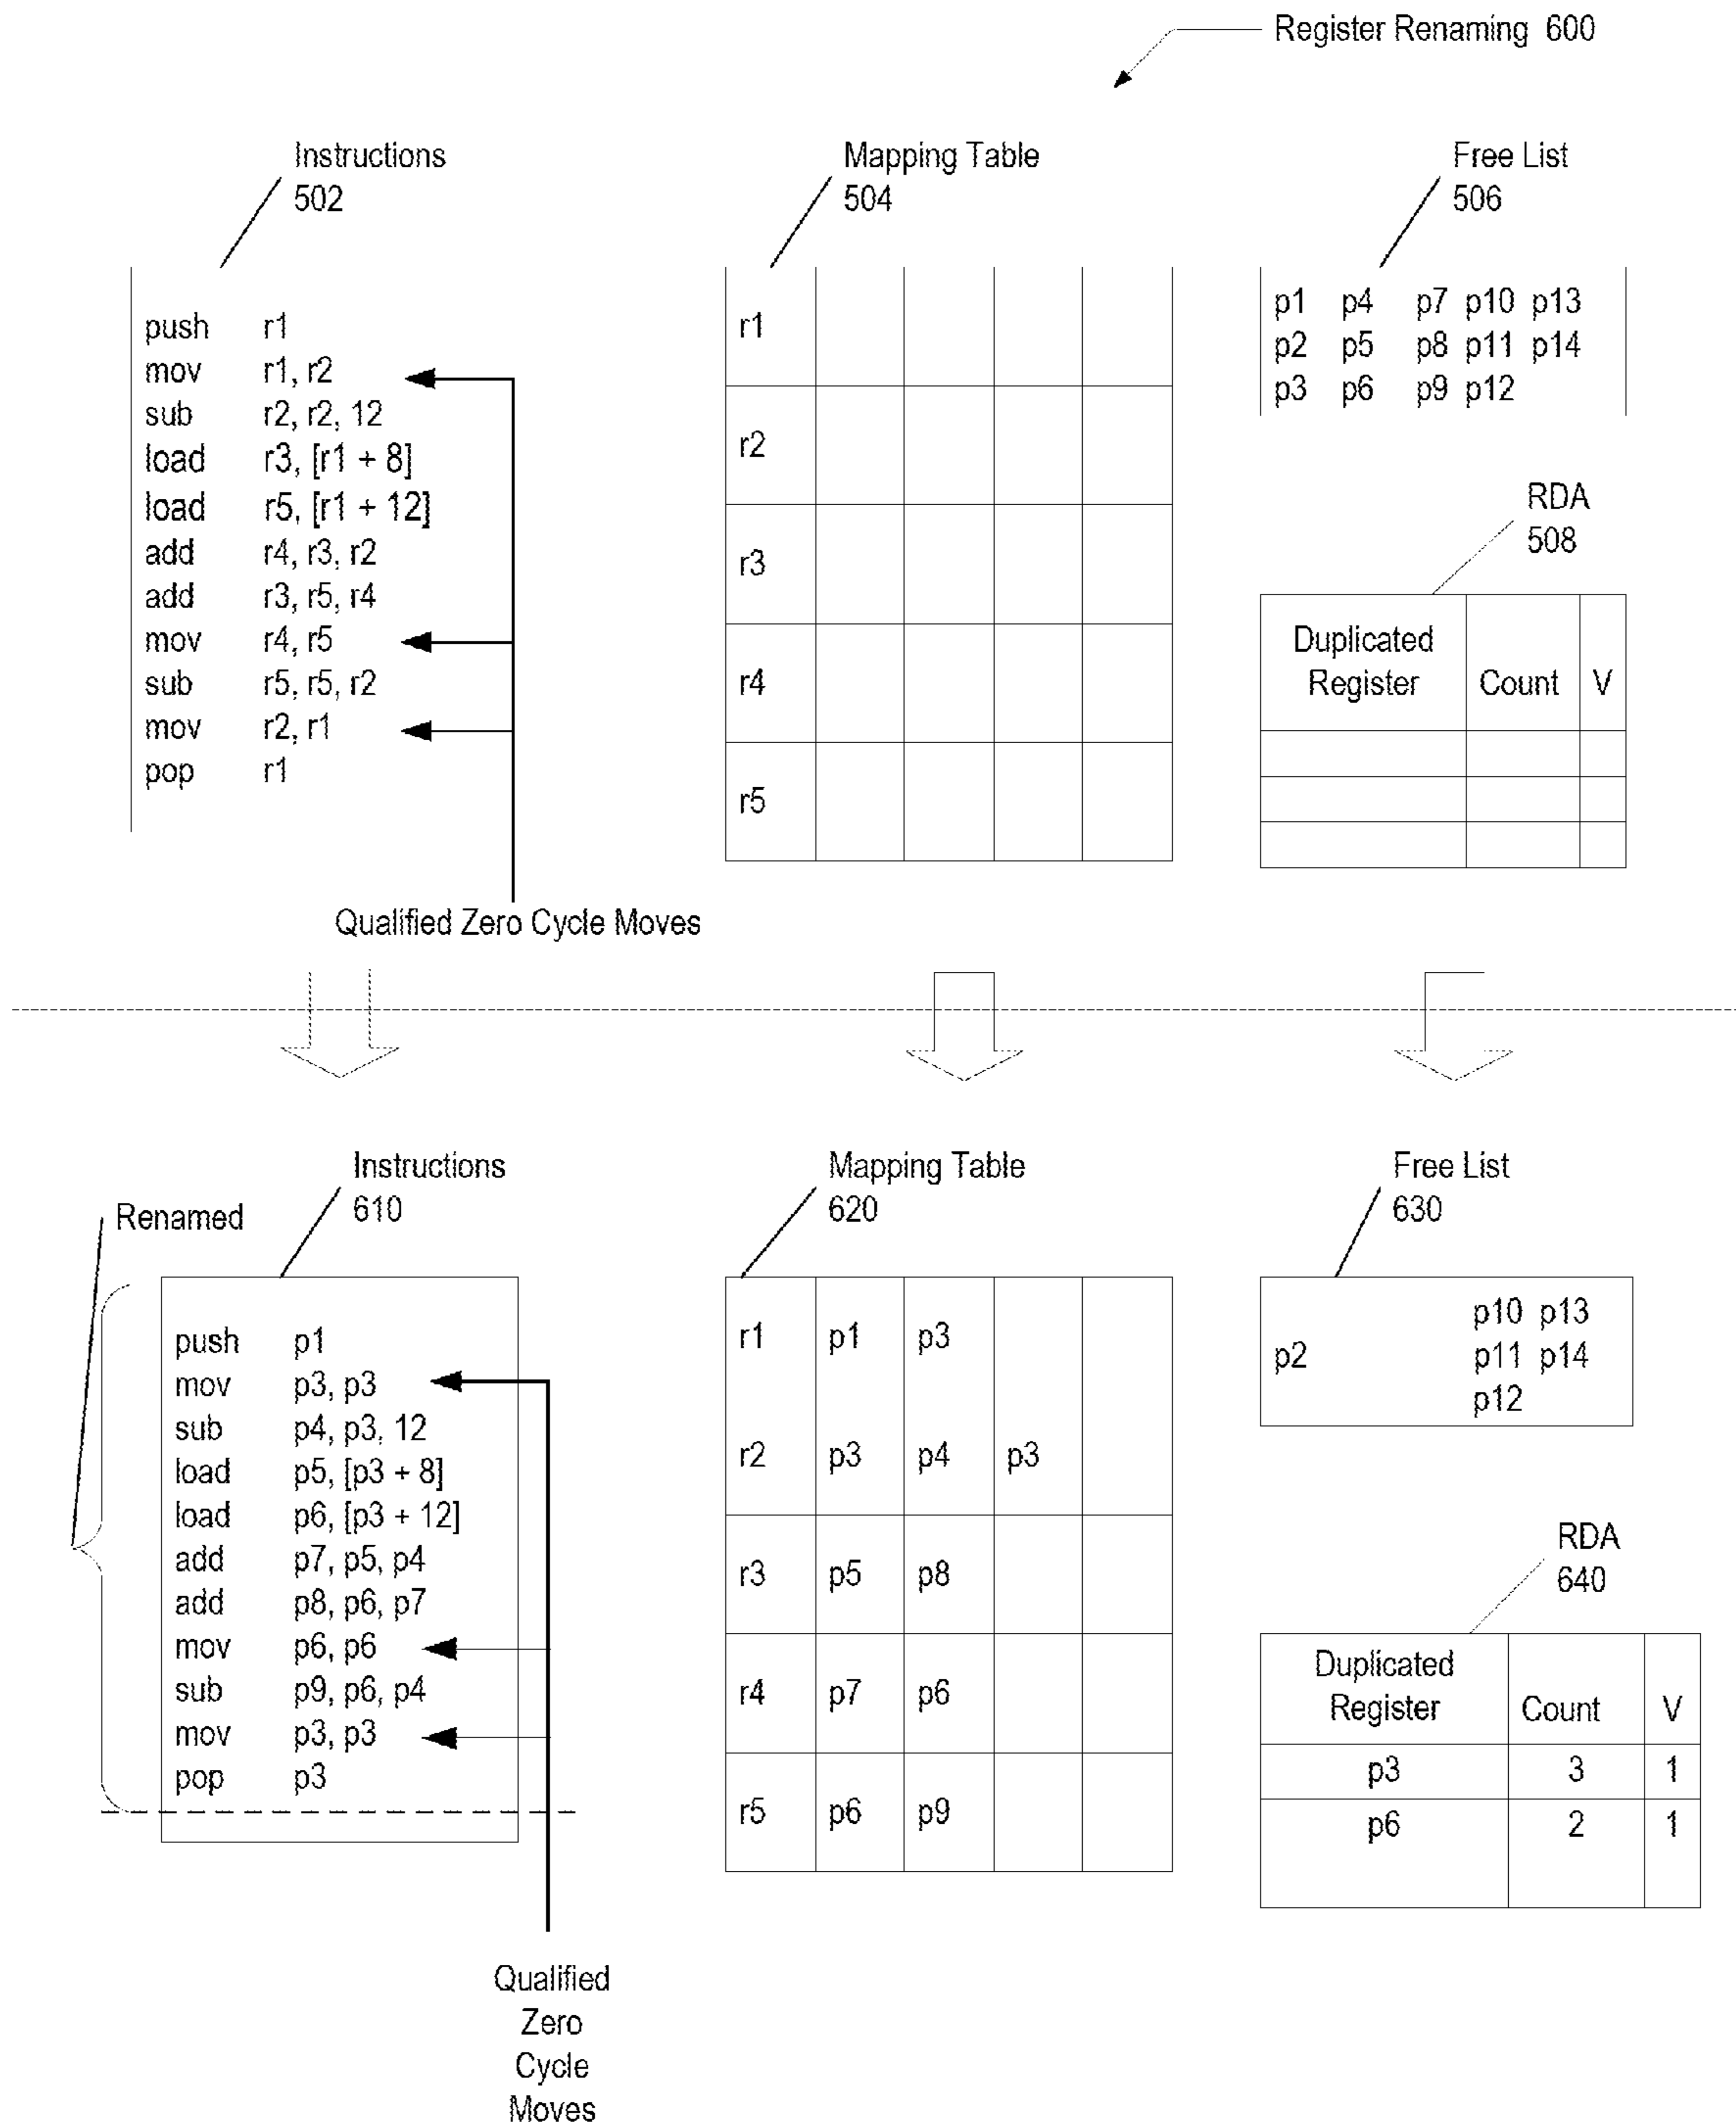 Register Renaming 600
Instructions
502
Mapping Table
504
Free List
506
push r1
mov r1, r2
sub r2, r2, 12
load r3, [r1 + 8]
load r5, [r1 + 12]
add r4, r3, r2
add r3, r5, r4
mov r4, r5
sub r5, r5, r2
mov r2, r1
pop r1
Qualified Zero Cycle Moves
r1
r2
r3
r4
r5
p1 p4 p7 p10 p13
p2 p5 p8 p11 p14
p3 p6 p9 p12
RDA
508
Duplicated
Register Count V
Renamed
Instructions
610
Mapping Table
620
Free List
630
push p1
mov p3, p3
sub p4, p3, 12
load p5, [p3 + 8]
load p6, [p3 + 12]
add p7, p5, p4
add p8, p6, p7
mov p6, p6
sub p9, p6, p4
mov p3, p3
pop p3
Qualified
Zero
Cycle
Moves
r1 p1 p3
r2 p3 p4 p3
r3 p5 p8
r4 p7 p6
r5 p6 p9
p10 p13
p2 p11 p14
p12
RDA
640
Duplicated
Register Count V
p3 3 1
p6 2 1